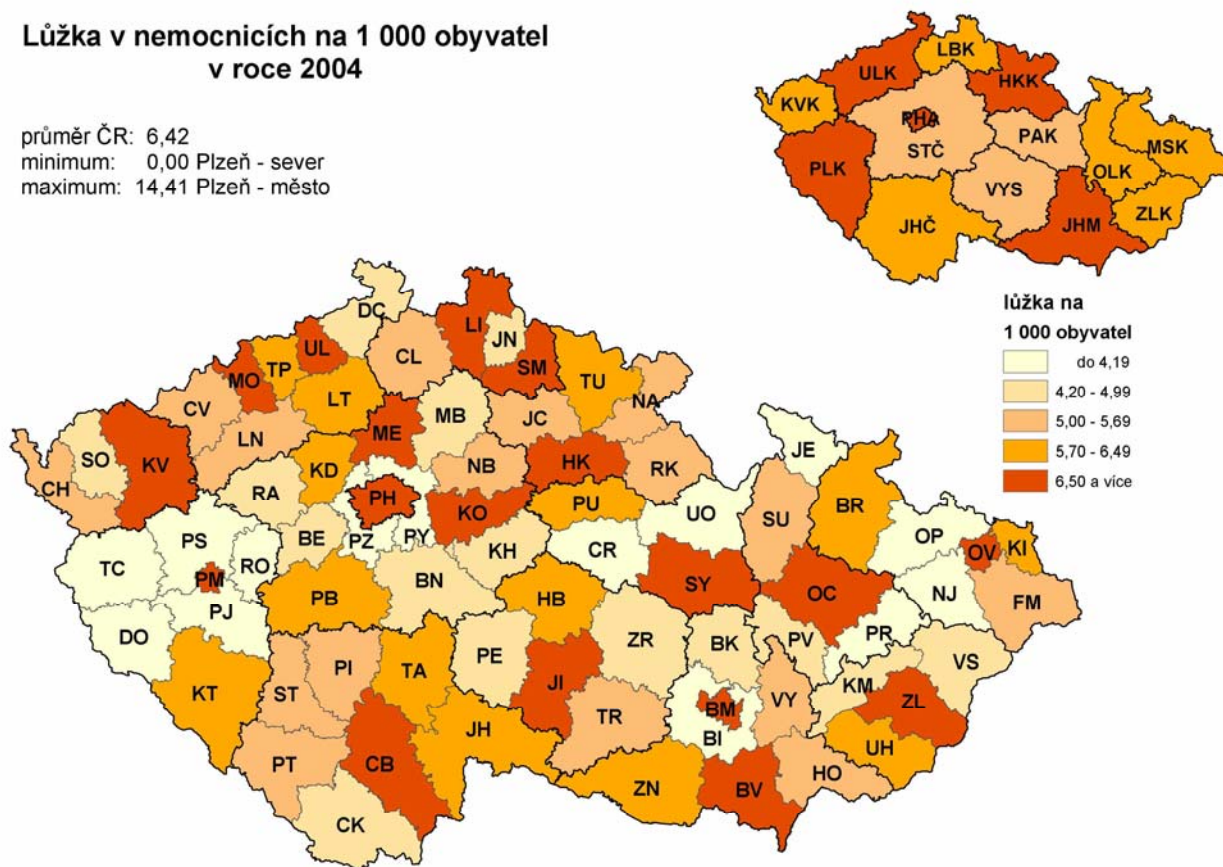 Lůžka v nemocnicích na 1 000 obyvatel
v roce 2004
průměr ČR: 6,42
minimum: 0,00 Plzeň - sever
maximum: 14,41 Plzeň - město
LBK
ULK
HKK
KVK
PHA
PAK
STČ
MSK
PLK
OLK
VYS
ZLK
JHČ
JHM
lůžka na
1 000 obyvatel
do 4,19
4,20 - 4,99
5,00 - 5,69
5,70 - 6,49
6,50 a více
DC
LI
JN
UL
CL
TP
SM
MO
TU
CV
LT
NA
MB
JC
ME
LN
JE
SO
KV
KD
NB
HK
RK
CH
RA
PH
BR
KO
PU
UO
SU
PS
BE
PZ
PY
KH
CR
OP
OV
KI
TC
RO
PM
BN
SY
OC
NJ
FM
PJ
PB
HB
DO
ZR
BK
PV
PR
PE
VS
KT
ST
PI
TA
JI
KM
ZL
TR
BM
VY
BI
JH
UH
PT
CB
HO
ZN
BV
CK